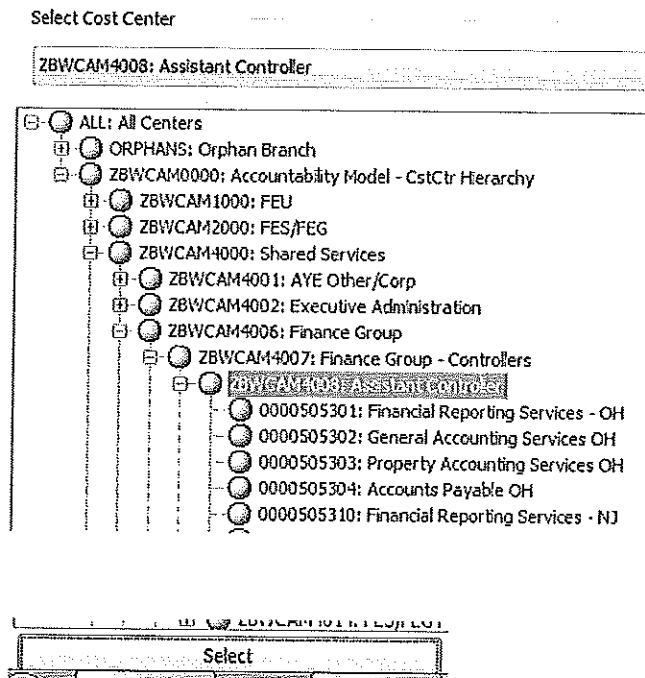 Select Cost Center
ZBWCAM4008: Assistant Controller
ALL: All Centers
ORPHANS: Orphan Branch
ZBWCAM0000: Accountability Model - CstCtr Hierarchy
ZBWCAM1000: FEU
ZBWCAM2000: FES/FEG
ZBWCAM4000: Shared Services
ZBWCAM4001: AYE Other/Corp
ZBWCAM4002: Executive Administration
ZBWCAM4006: Finance Group
ZBWCAM4007: Finance Group - Controllers
ZBWCAM4008: Assistant Controller
0000505301: Financial Reporting Services - OH
0000505302: General Accounting Services OH
0000505303: Property Accounting Services OH
0000505304: Accounts Payable OH
0000505310: Financial Reporting Services - NJ
Select